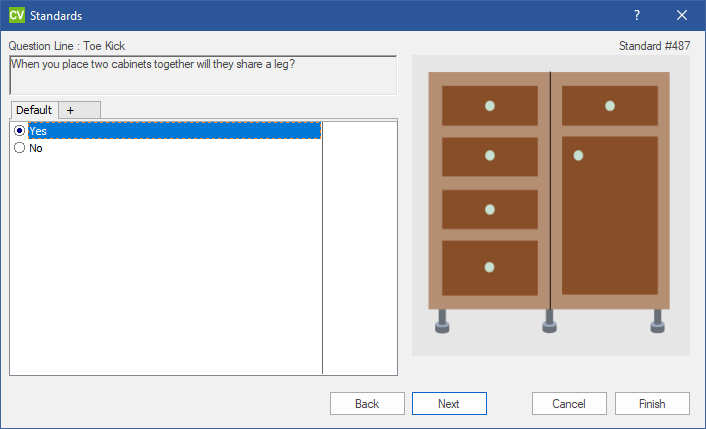 CV Standards ?
Question Line : Toe Kick Standard #487
When you place two cabinets together will they share a leg?
Default +
Yes
No
Back Next Cancel Finish